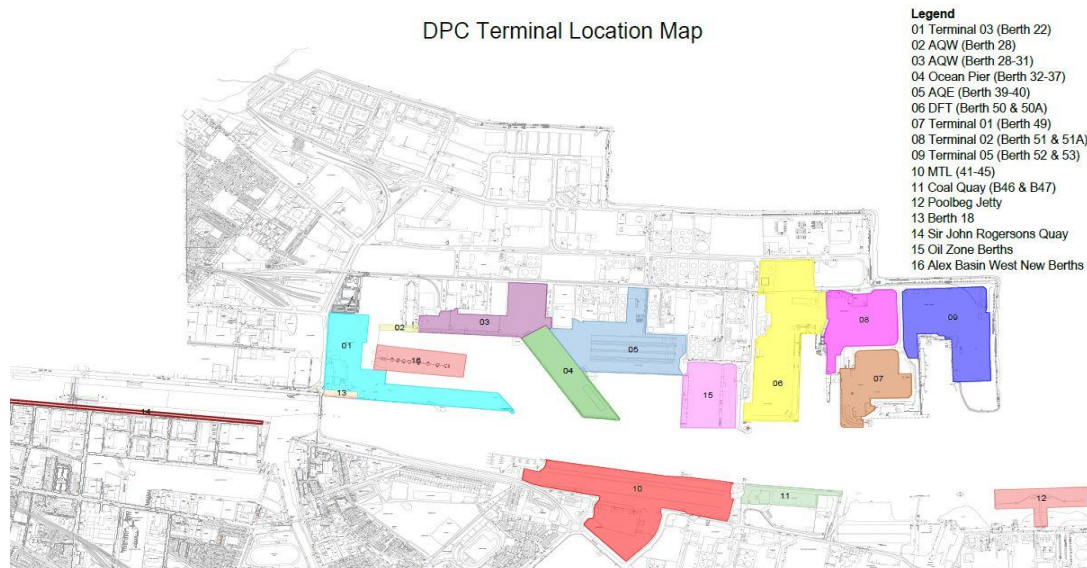 DPC Terminal Location Map
Legend
01 Terminal 03 (Berth 22)
02 AQW (Berth 28)
03 AQW (Berth 28-31)
04 Ocean Pier (Berth 32-37)
05 AQE (Berth 39-40)
06 DFT (Berth 50 & 50A)
07 Terminal 01 (Berth 49)
08 Terminal 02 (Berth 51 & 51A)
09 Terminal 05 (Berth 52 & 53)
10 MTL (41-45)
11 Coal Quay (B46 & B47)
12 Poolbeg Jetty
13 Berth 18
14 Sir John Rogersons Quay
15 Oil Zone Berths
16 Alex Basin West New Berths
02
03
08
09
01
05
16
04
07
06
13
15
14
10
11
12